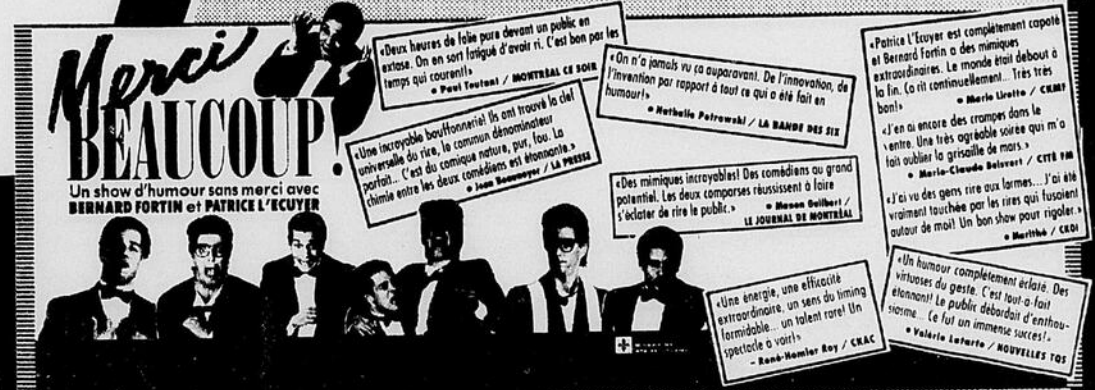 Merci
BEAUCOUP!
Un show d'humour sans merci avec
BERNARD FORTIN et PATRICE L'ECUYER
«Deux heures de folie pure devant un public en
extase. On en sort fatigué d'avoir ri. C'est bon par les
temps qui courent!»
• Paul Toutant / MONTRÉAL CE SOIR
«Une incroyable bouffonnerie! Ils ont trouvé la clef
universelle du rire, le commun dénominateur
parfait... C'est du comique nature, pur, fou. La
chimie entre les deux comédiens est étonnante.»
• Jean Beaunoyer / LA PRESSE
«On n'a jamais vu ça auparavant. De l'innovation, de
l'invention par rapport à tout ce qui a été fait en
humour!»
• Nathalie Petrowski / LA BANDE DES SIX
«Des mimiques incroyables! Des comédiens au grand
potentiel. Les deux comparses réussissent à faire
s'éclater de rire le public.»
• Manon Guilbert /
LE JOURNAL DE MONTRÉAL
«Une énergie, une efficacité
extraordinaire, un sens du timing
formidable... un talent rare! Un
spectacle à voir!»
- René-Homier Roy / CKAC
«Patrice L'Ecuyer est complètement capoté
et Bernard Fortin a des mimiques
extraordinaires. Le monde était debout à
la fin. Ça rit continuellement... Très très
bon!»
• Marie Lirette / CKMF
«J'en ai encore des crampes dans le
ventre. Une très agréable soirée qui m'a
fait oublier la grisaille de mars.»
• Marie-Claude Boisvert / CITÉ FM
«J'ai vu des gens rire aux larmes... J'ai été
vraiment touchée par les rires qui fusaient
autour de moi! Un bon show pour rigoler.»
• Marithé / CKOI
«Un humour complètement éclaté. Des
virtuoses du geste. C'est tout-à-fait
étonnant! Le public débordait d'enthou-
siasme... Ce fut un immense succès!»
• Valérie Letarte / NOUVELLES TQS